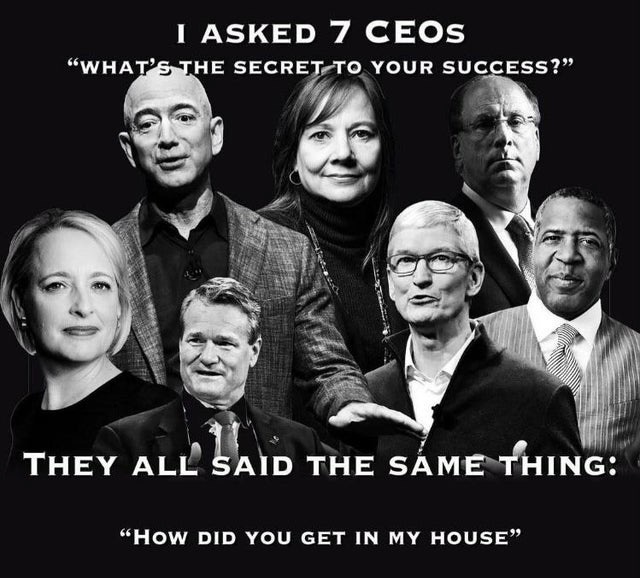 I ASKED 7 CEOS
“WHAT’S THE SECRET TO YOUR SUCCESS?”
THEY ALL SAID THE SAME THING:
“HOW DID YOU GET IN MY HOUSE”